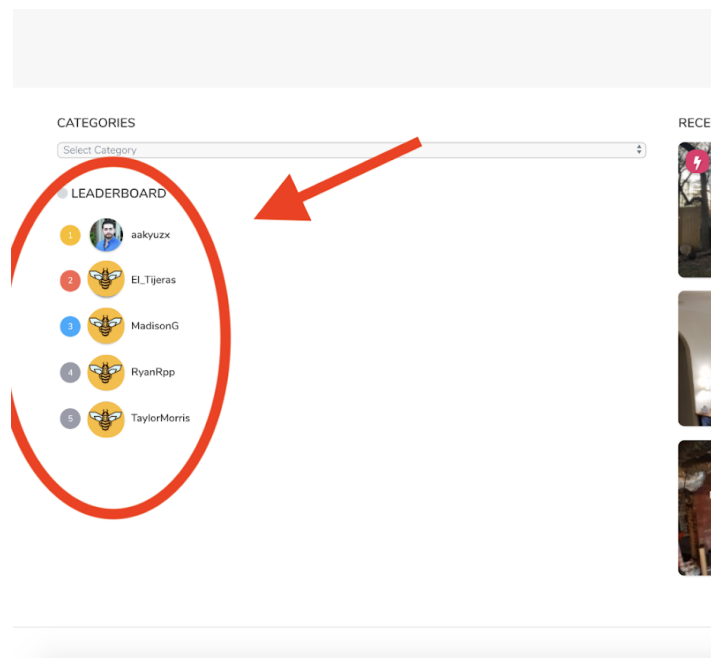 CATEGORIES
Select Category
LEADERBOARD
1 aakyuzx
2 El_Tijeras
3 MadisonG
4 RyanRpp
5 TaylorMorris
RECE